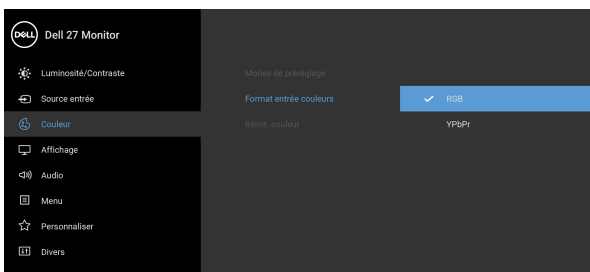 DELL
Dell 27 Monitor
Luminosité/Contraste
Modes de préréglage
Source entrée
Format entrée couleurs
RGB
Couleur
Réinit. couleur
YPbPr
Affichage
Audio
Menu
Personnaliser
Divers